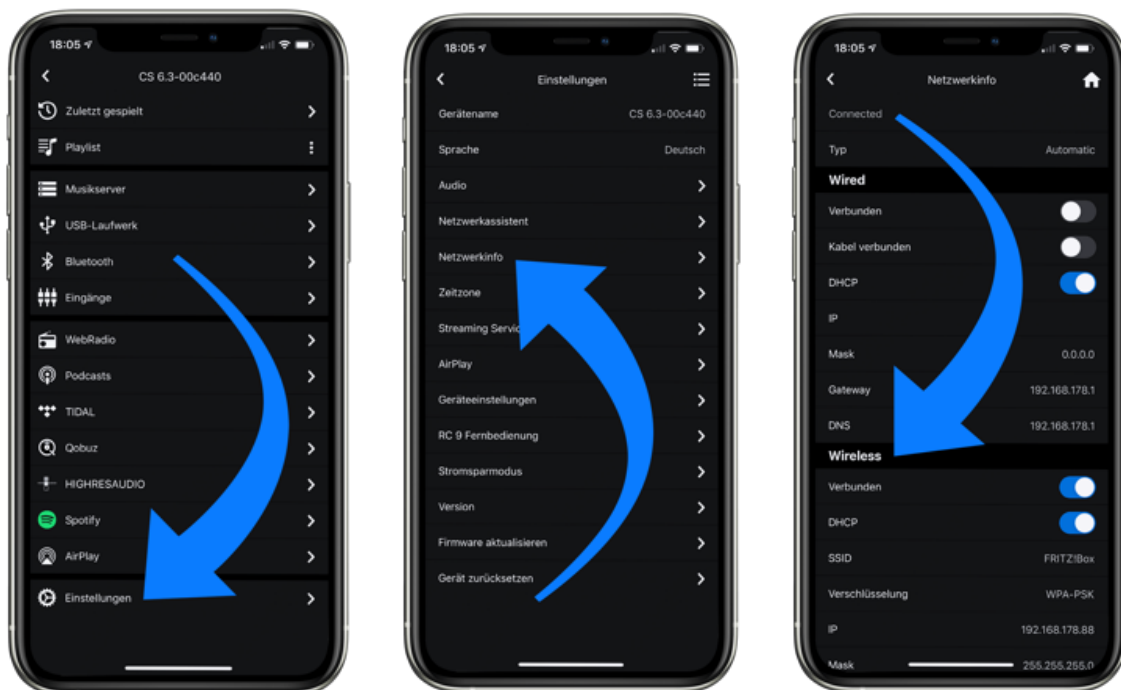 18:05
CS 6.3-00c440
Zuletzt gespielt
Playlist
Musikserver
USB-Laufwerk
Bluetooth
Eingänge
WebRadio
Podcasts
TIDAL
Qobuz
HIGHRESAUDIO
Spotify
AirPlay
Einstellungen
18:05
Einstellungen
Gerätename CS 6.3-00c440
Sprache Deutsch
Audio
Netzwerkassistent
Netzwerkinfo
Zeitzone
Streaming
AirPlay
Geräteeinstellungen
RC 9 Fernbedienung
Stromsparmodus
Version
Firmware aktualisieren
Gerät zurücksetzen
18:05
Netzwerkinfo
Connected
Typ Automatic
Wired
Verbunden
Kabel verbunden
DHCP
IP
Mask 0.0.0.0
Gateway 192.168.178.1
DNS 192.168.178.1
Wireless
Verbunden
DHCP
SSID FRITZ!Box
Verschlüsselung WPA-PSK
IP 192.168.178.88
Mask 255.255.255.0